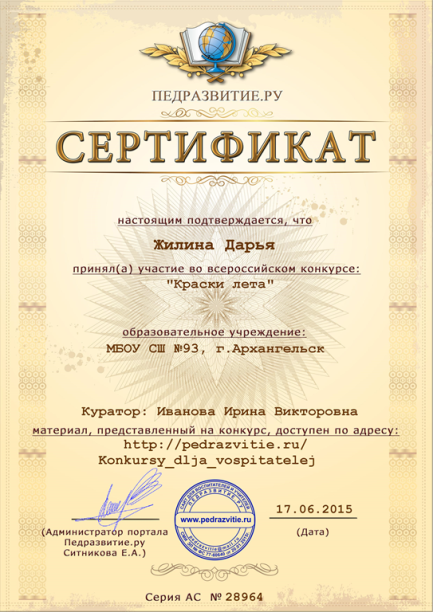 ПЕДРАЗВИТИЕ.РУ
СЕРТИФИКАТ
настоящим подтверждается, что
Жилина Дарья
принял(а) участие во всероссийском конкурсе:
"Краски лета"
образовательное учреждение:
МБОУ СШ №93, г.Архангельск
Куратор: Иванова Ирина Викторовна
материал, представленный на конкурс, доступен по адресу:
http://pedrazvitie.ru/
Konkursy_dlja_vospitatelej
www.pedrazvitie.ru
17.06.2015
(Администратор портала
Педразвитие.ру
Ситникова Е.А.)
(Дата)
Серия АС № 28964